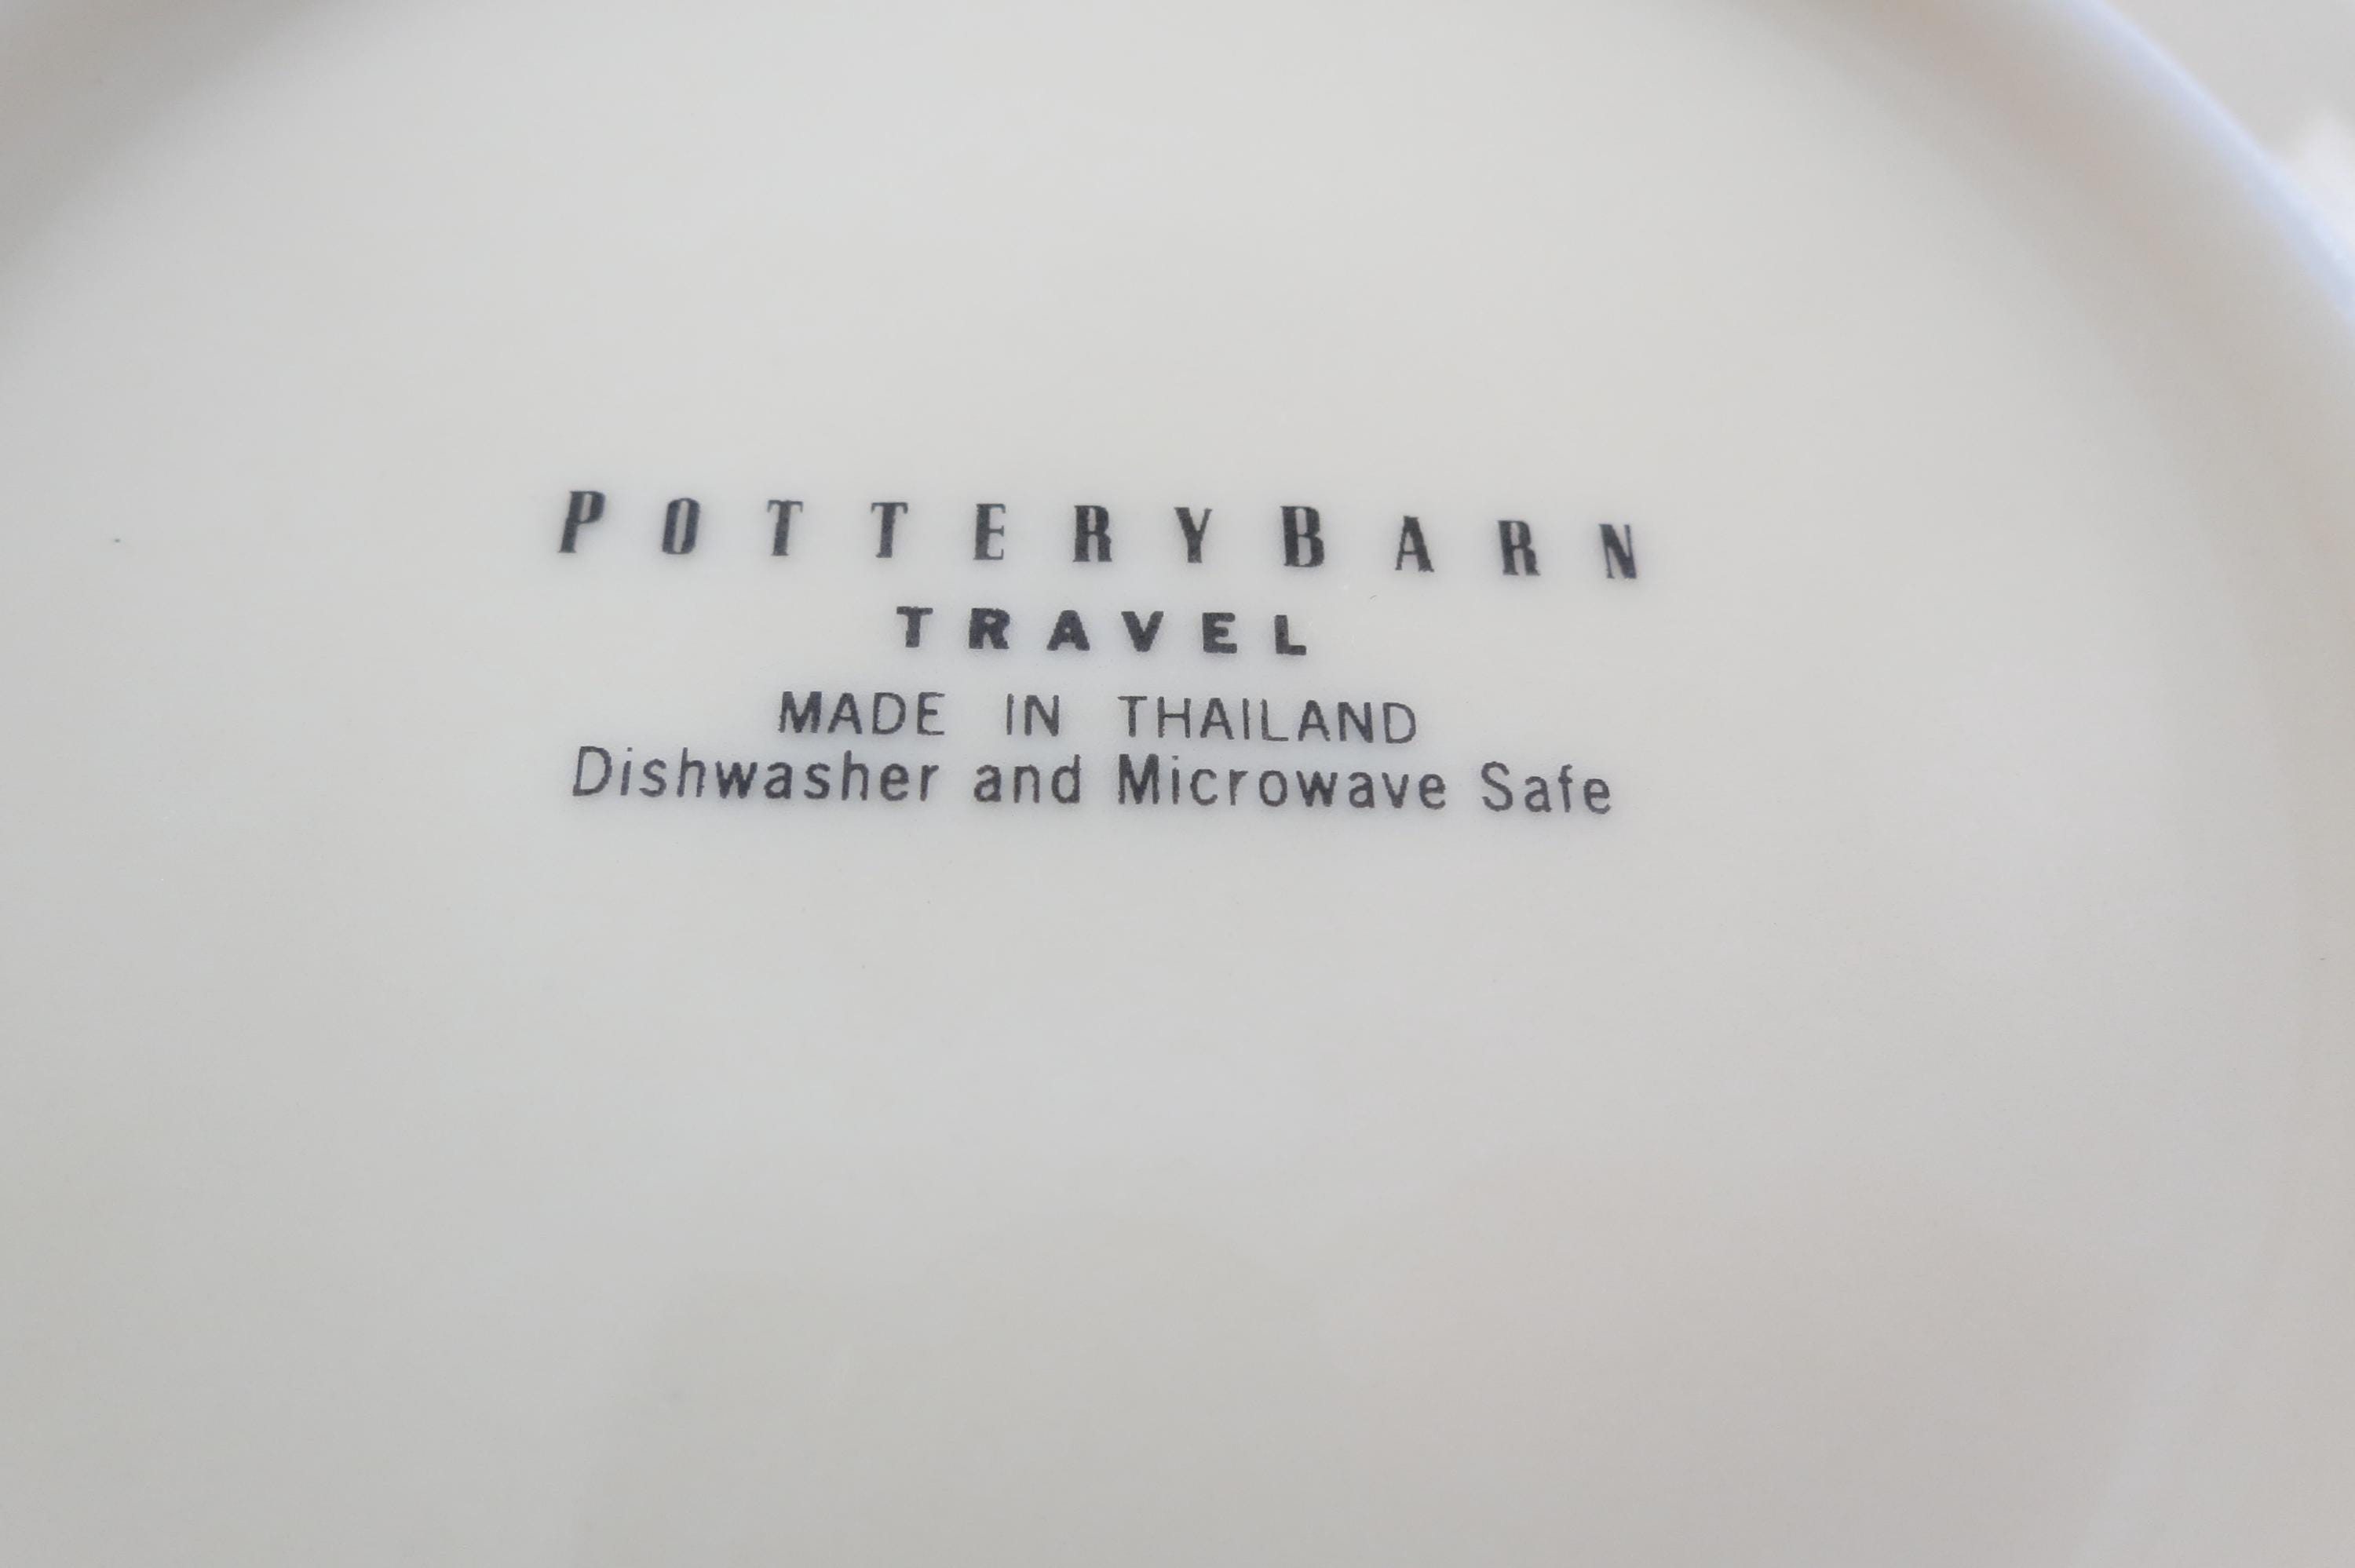 POTTERYBARN
TRAVEL
MADE IN THAILAND
Dishwasher and Microwave Safe